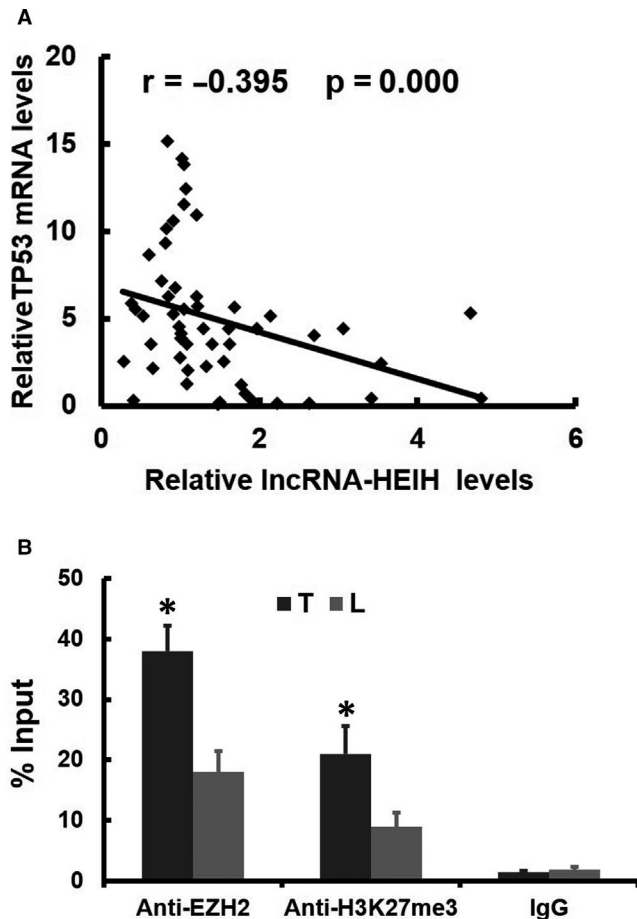 A
r = –0.395 p = 0.000
RelativeTP53 mRNA levels
20
15
10
5
0
0 2 4 6
Relative lncRNA-HEIH levels
B
% Input
50
40
30
20
10
0
T L
*
*
Anti-EZH2 Anti-H3K27me3 IgG